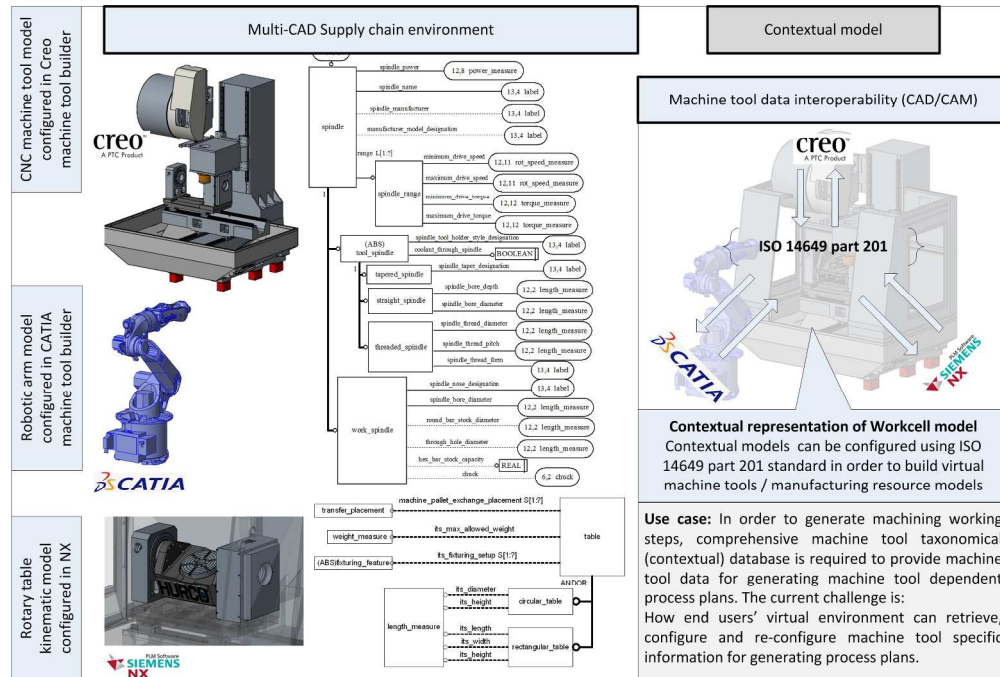 Multi-CAD Supply chain environment
Contextual model
CNC machine tool model
configured in Creo
machine tool builder
creo
A PTC Product
spindle
spindle_power
12,8 power_measure
spindle_name
13,4 label
spindle_manufacturer
13,4 label
manufacturer_model_designation
13,4 label
range L[1:?]
1
spindle_range
minimum_drive_speed
12,11 rot_speed_measure
maximum_drive_speed
12,11 rot_speed_measure
minimum_drive_torque
12,12 torque_measure
maximum_drive_torque
12,12 torque_measure
(ABS)
tool_spindle
spindle_tool_holder_style_designation
13,4 label
coolant_through_spindle
BOOLEAN
1
tapered_spindle
spindle_taper_designation
13,4 label
straight_spindle
spindle_bore_depth
12,2 length_measure
spindle_bore_diameter
12,2 length_measure
threaded_spindle
spindle_thread_diameter
12,2 length_measure
spindle_thread_pitch
12,2 length_measure
spindle_thread_form
13,4 label
work_spindle
spindle_nose_designation
13,4 label
spindle_bore_diameter
12,2 length_measure
round_bar_stock_diameter
12,2 length_measure
through_hole_diameter
12,2 length_measure
hex_bar_stock_capacity
REAL
chuck
6,2 chuck
Robotic arm model
configured in CATIA
machine tool builder
CATIA
Rotary table
kinematic model
configured in NX
HURCO
PLM Software
SIEMENS
NX
machine_pallet_exchange_placement S[1:?]
transfer_placement
its_max_allowed_weight
weight_measure
table
its_fixturing_setup S[1:?]
(ABS)fixturing_feature
ANDOR
its_diameter
its_height
circular_table
length_measure
its_length
its_width
its_height
rectangular_table
Machine tool data interoperability (CAD/CAM)
creo
A PTC Product
ISO 14649 part 201
CATIA
PLM Software
SIEMENS
NX
Contextual representation of Workcell model
Contextual models can be configured using ISO
14649 part 201 standard in order to build virtual
machine tools / manufacturing resource models
Use case: In order to generate machining working
steps, comprehensive machine tool taxonomical
(contextual) database is required to provide machine
tool data for generating machine tool dependent
process plans. The current challenge is:
How end users' virtual environment can retrieve,
configure and re-configure machine tool specific
information for generating process plans.